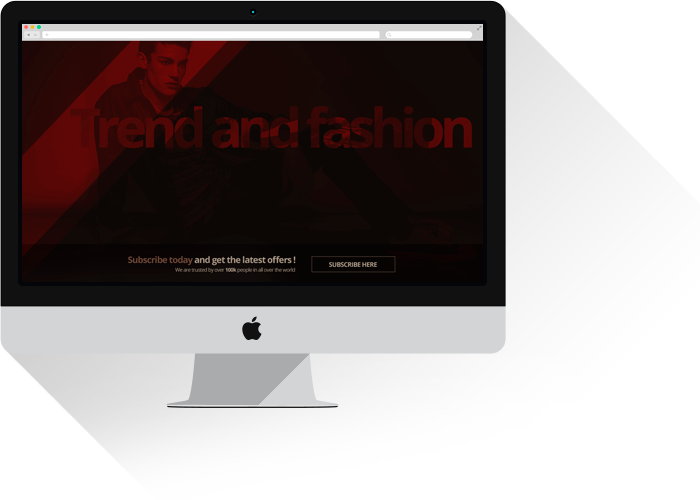 Trend and fashion
Subscribe today and get the latest offers !
We are trusted by over 100k people in all over the world
SUBSCRIBE HERE